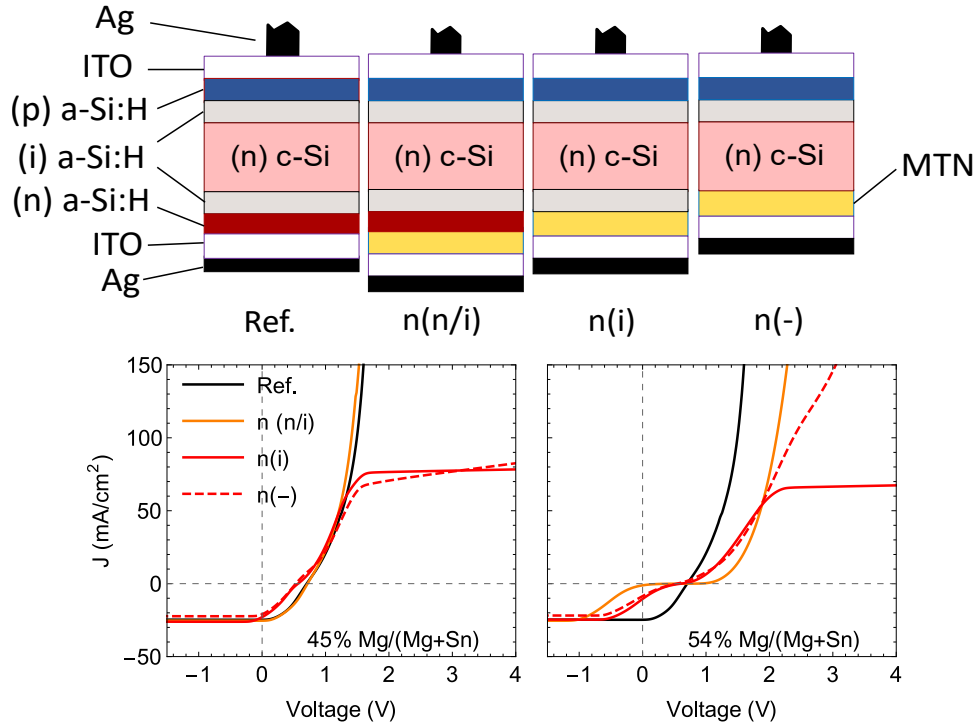 Ag
ITO
(p) a-Si:H
(i) a-Si:H
(n) a-Si:H
ITO
Ag
(n) c-Si
(n) c-Si
(n) c-Si
(n) c-Si
MTN
Ref.
n(n/i)
n(i)
n(-)
J (mA/cm²)
150
100
50
0
−50
Ref.
n (n/i)
n(i)
n(−)
45% Mg/(Mg+Sn)
−1 0 1 2 3 4
Voltage (V)
54% Mg/(Mg+Sn)
−1 0 1 2 3 4
Voltage (V)